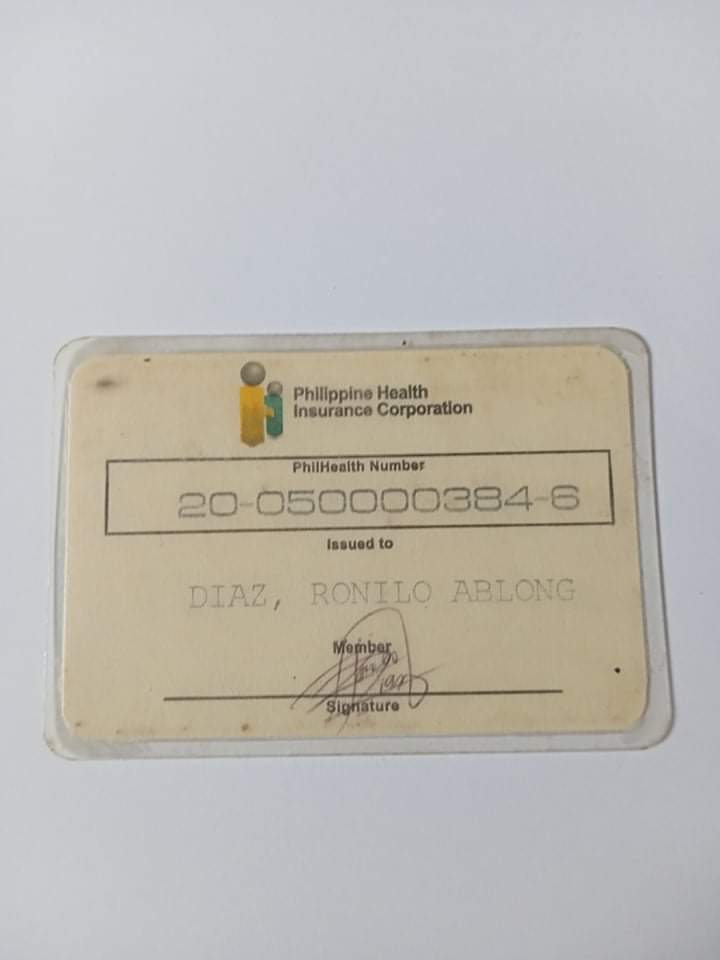 Philippine Health
Insurance Corporation
PhilHealth Number
20-050000384-6
Issued to
DIAZ, RONILO ABLONG
Member
Signature